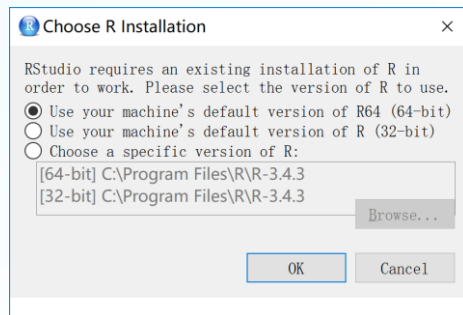 Choose R Installation
RStudio requires an existing installation of R in
order to work. Please select the version of R to use.
Use your machine's default version of R64 (64-bit)
Use your machine's default version of R (32-bit)
Choose a specific version of R:
[64-bit] C:\Program Files\R\R-3.4.3
[32-bit] C:\Program Files\R\R-3.4.3
Browse...
OK
Cancel